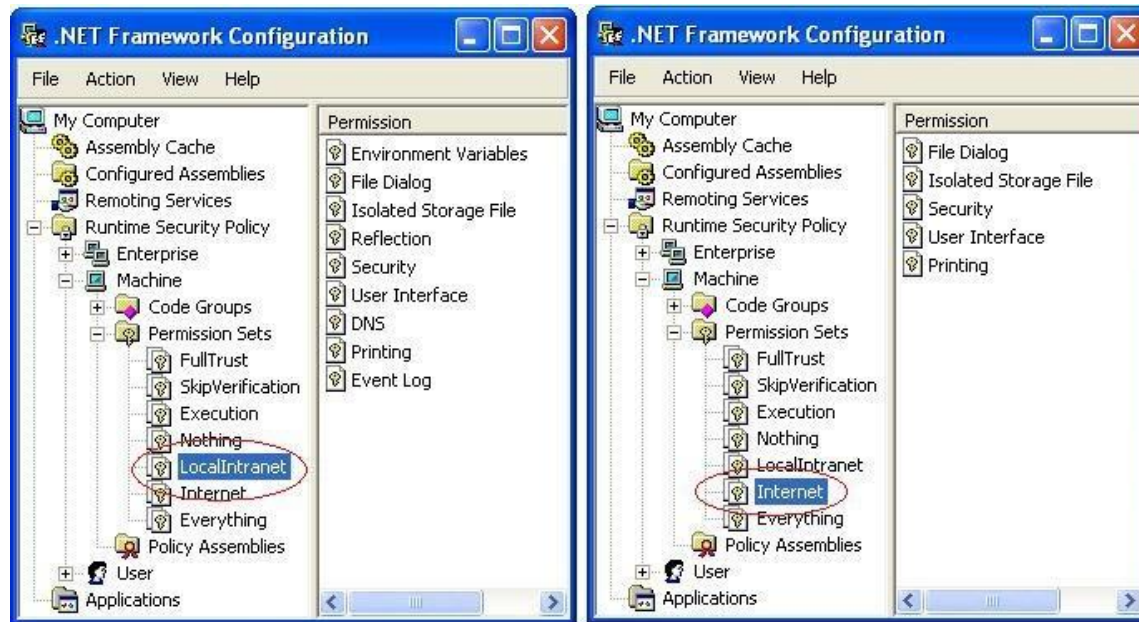 .NET Framework Configuration
File Action View Help
My Computer
Assembly Cache
Configured Assemblies
Remoting Services
Runtime Security Policy
Enterprise
Machine
Code Groups
Permission Sets
FullTrust
SkipVerification
Execution
Nothing
LocalIntranet
Internet
Everything
Policy Assemblies
User
Applications
Permission
Environment Variables
File Dialog
Isolated Storage File
Reflection
Security
User Interface
DNS
Printing
Event Log
.NET Framework Configuration
File Action View Help
My Computer
Assembly Cache
Configured Assemblies
Remoting Services
Runtime Security Policy
Enterprise
Machine
Code Groups
Permission Sets
FullTrust
SkipVerification
Execution
Nothing
LocalIntranet
Internet
Everything
Policy Assemblies
User
Applications
Permission
File Dialog
Isolated Storage File
Security
User Interface
Printing